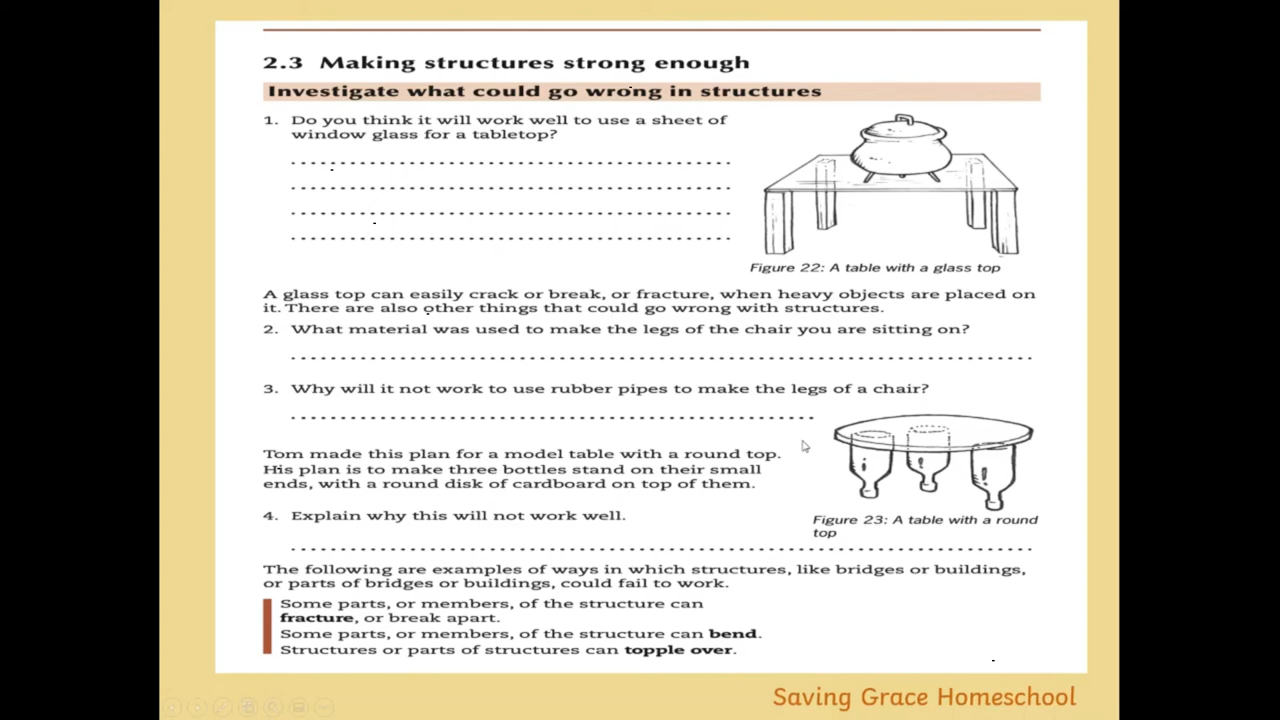 2.3 Making structures strong enough
Investigate what could go wrong in structures
1. Do you think it will work well to use a sheet of
window glass for a tabletop?
Figure 22: A table with a glass top
A glass top can easily crack or break, or fracture, when heavy objects are placed on
it. There are also other things that could go wrong with structures.
2. What material was used to make the legs of the chair you are sitting on?
3. Why will it not work to use rubber pipes to make the legs of a chair?
Tom made this plan for a model table with a round top.
His plan is to make three bottles stand on their small
ends, with a round disk of cardboard on top of them.
4. Explain why this will not work well.
Figure 23: A table with a round
top
The following are examples of ways in which structures, like bridges or buildings,
or parts of bridges or buildings, could fail to work.
Some parts, or members, of the structure can
fracture, or break apart.
Some parts, or members, of the structure can bend.
Structures or parts of structures can topple over.
Saving Grace Homeschool